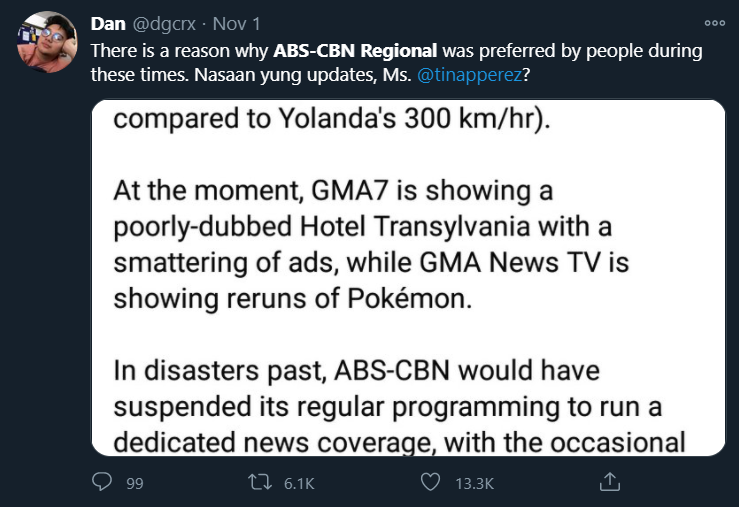 Dan @dgcrx · Nov 1
There is a reason why ABS-CBN Regional was preferred by people during
these times. Nasaan yung updates, Ms. @tinapperez?
compared to Yolanda's 300 km/hr).
At the moment, GMA7 is showing a
poorly-dubbed Hotel Transylvania with a
smattering of ads, while GMA News TV is
showing reruns of Pokémon.
In disasters past, ABS-CBN would have
suspended its regular programming to run a
dedicated news coverage, with the occasional
99 6.1K 13.3K